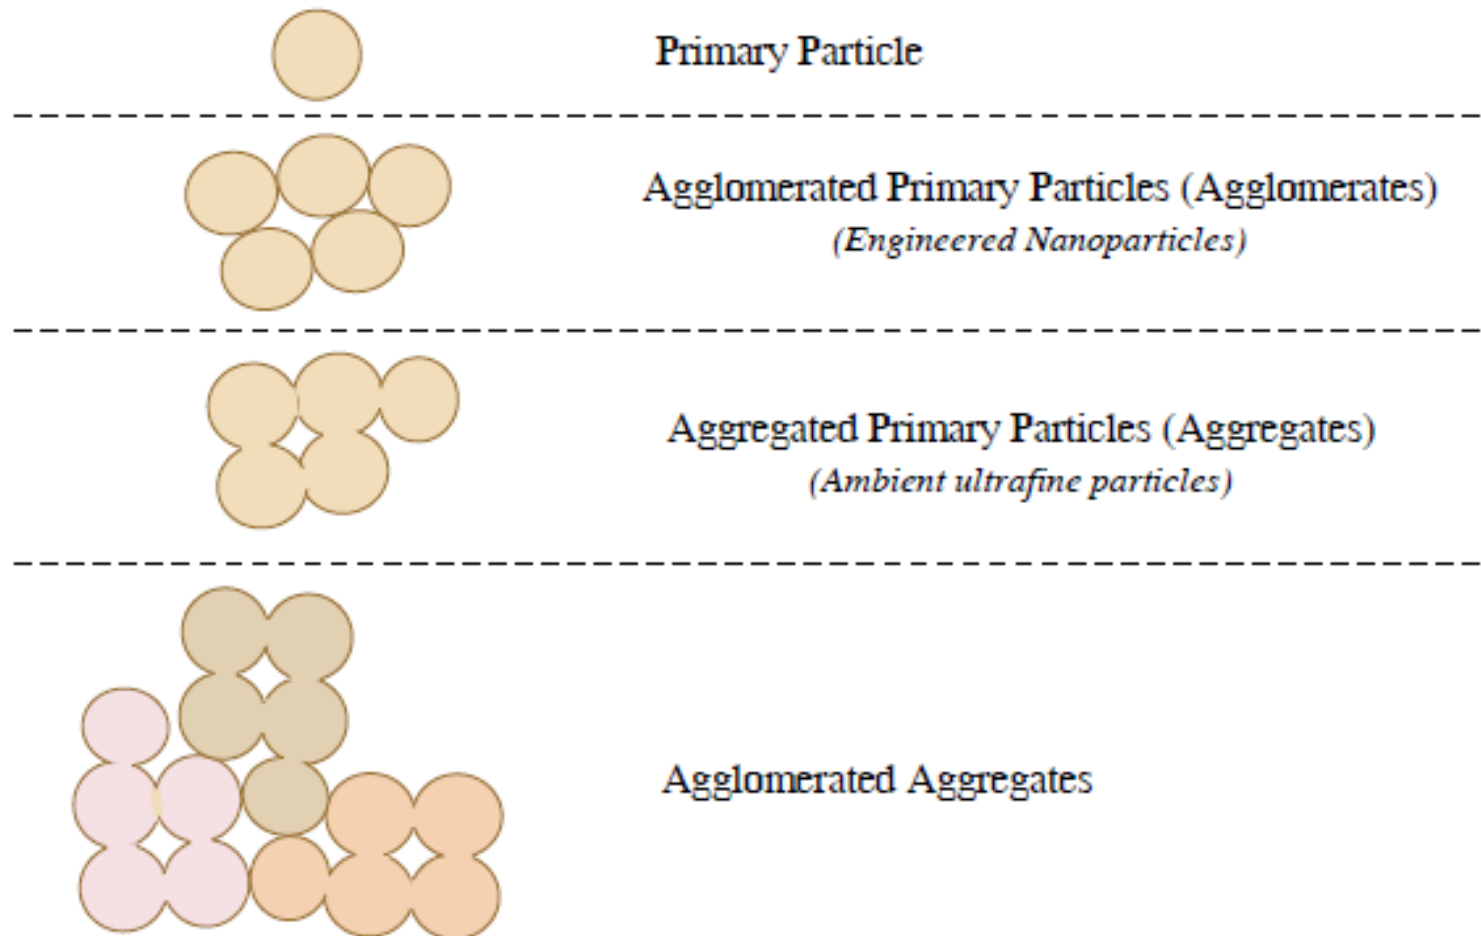 Primary Particle
Agglomerated Primary Particles (Agglomerates)
(Engineered Nanoparticles)
Aggregated Primary Particles (Aggregates)
(Ambient ultrafine particles)
Agglomerated Aggregates